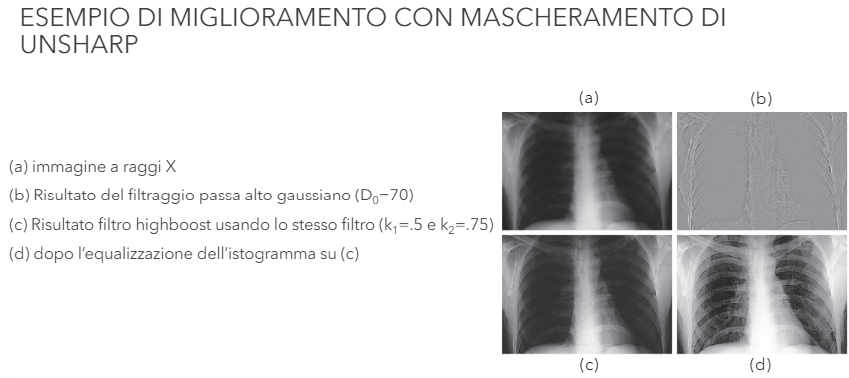 ESEMPIO DI MIGLIORAMENTO CON MASCHERAMENTO DI
UNSHARP
(a) immagine a raggi X
(b) Risultato del filtraggio passa alto gaussiano (D₀−70)
(c) Risultato filtro highboost usando lo stesso filtro (k₁=.5 e k₂=.75)
(d) dopo l’equalizzazione dell’istogramma su (c)
(a)
(b)
(c)
(d)